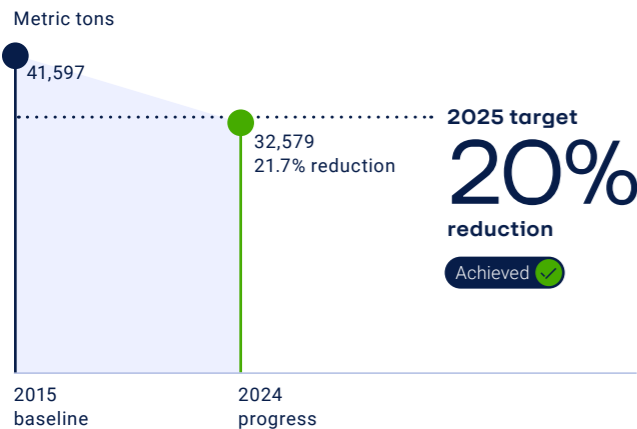 Metric tons
41,597
32,579
21.7% reduction
2025 target
20%
reduction
Achieved
2015
baseline
2024
progress